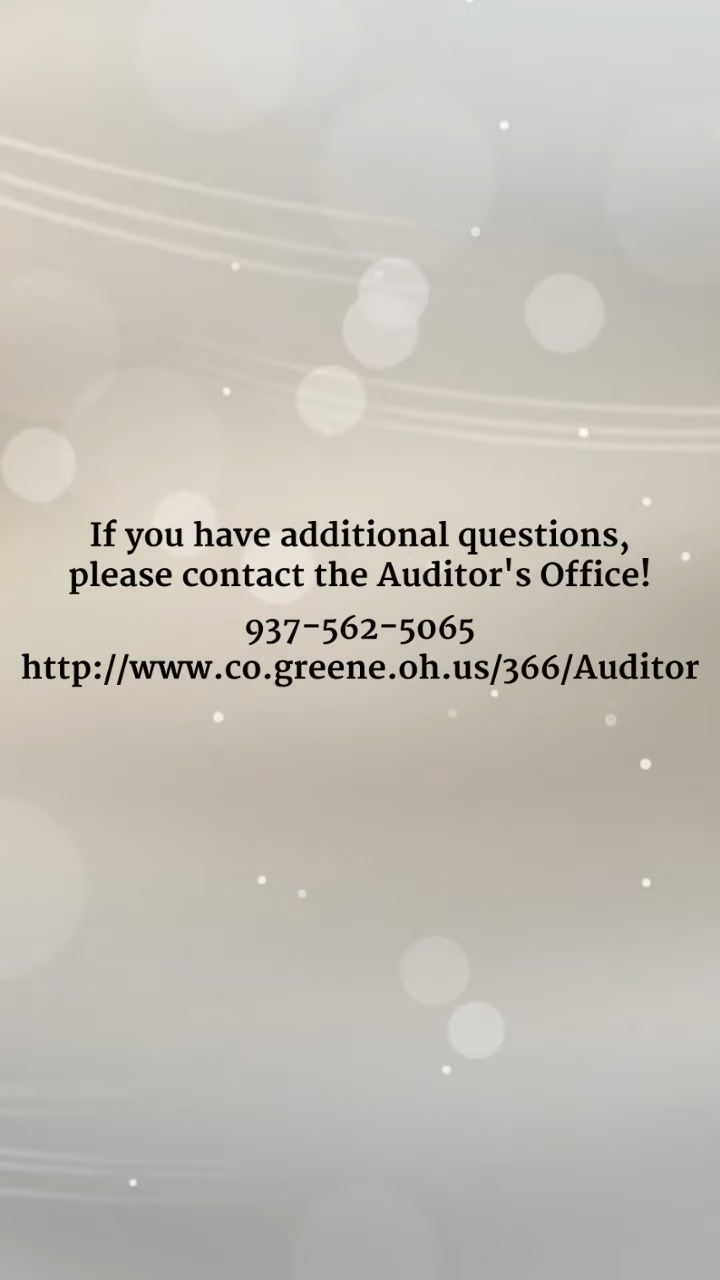 If you have additional questions,
please contact the Auditor's Office!
937-562-5065
http://www.co.greene.oh.us/366/Auditor